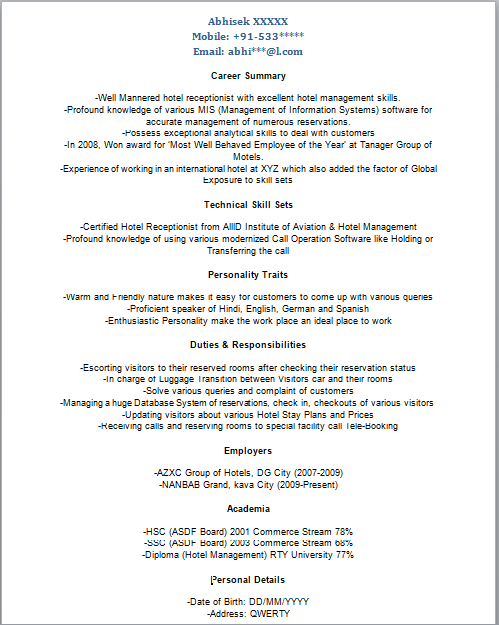 Abhisek XXXXX
Mobile: +91-533*****
Email: abhi***@l.com
Career Summary
-Well Mannered hotel receptionist with excellent hotel management skills.
-Profound knowledge of various MIS (Management of Information Systems) software for
accurate management of numerous reservations.
-Possess exceptional analytical skills to deal with customers
-In 2008, Won award for 'Most Well Behaved Employee of the Year' at Tanager Group of
Motels.
-Experience of working in an international hotel at XYZ which also added the factor of Global
Exposure to skill sets
Technical Skill Sets
-Certified Hotel Receptionist from AIID Institute of Aviation & Hotel Management
-Profound knowledge of using various modernized Call Operation Software like Holding or
Transferring the call
Personality Traits
-Warm and Friendly nature makes it easy for customers to come up with various queries
-Proficient speaker of Hindi, English, German and Spanish
-Enthusiastic Personality make the work place an ideal place to work
Duties & Responsibilities
-Escorting visitors to their reserved rooms after checking their reservation status
-In charge of Luggage Transition between Visitors car and their rooms
-Solve various queries and complaint of customers
-Managing a huge Database System of reservations, check in, checkouts of various visitors
-Updating visitors about various Hotel Stay Plans and Prices
-Receiving calls and reserving rooms to special facility call Tele-Booking
Employers
-AZXC Group of Hotels, DG City (2007-2009)
-NANBAB Grand, kava City (2009-Present)
Academia
-HSC (ASDF Board) 2001 Commerce Stream 78%
-SSC (ASDF Board) 2003 Commerce Stream 68%
-Diploma (Hotel Management) RTY University 77%
Personal Details
-Date of Birth: DD/MM/YYYY
-Address: QWERTY